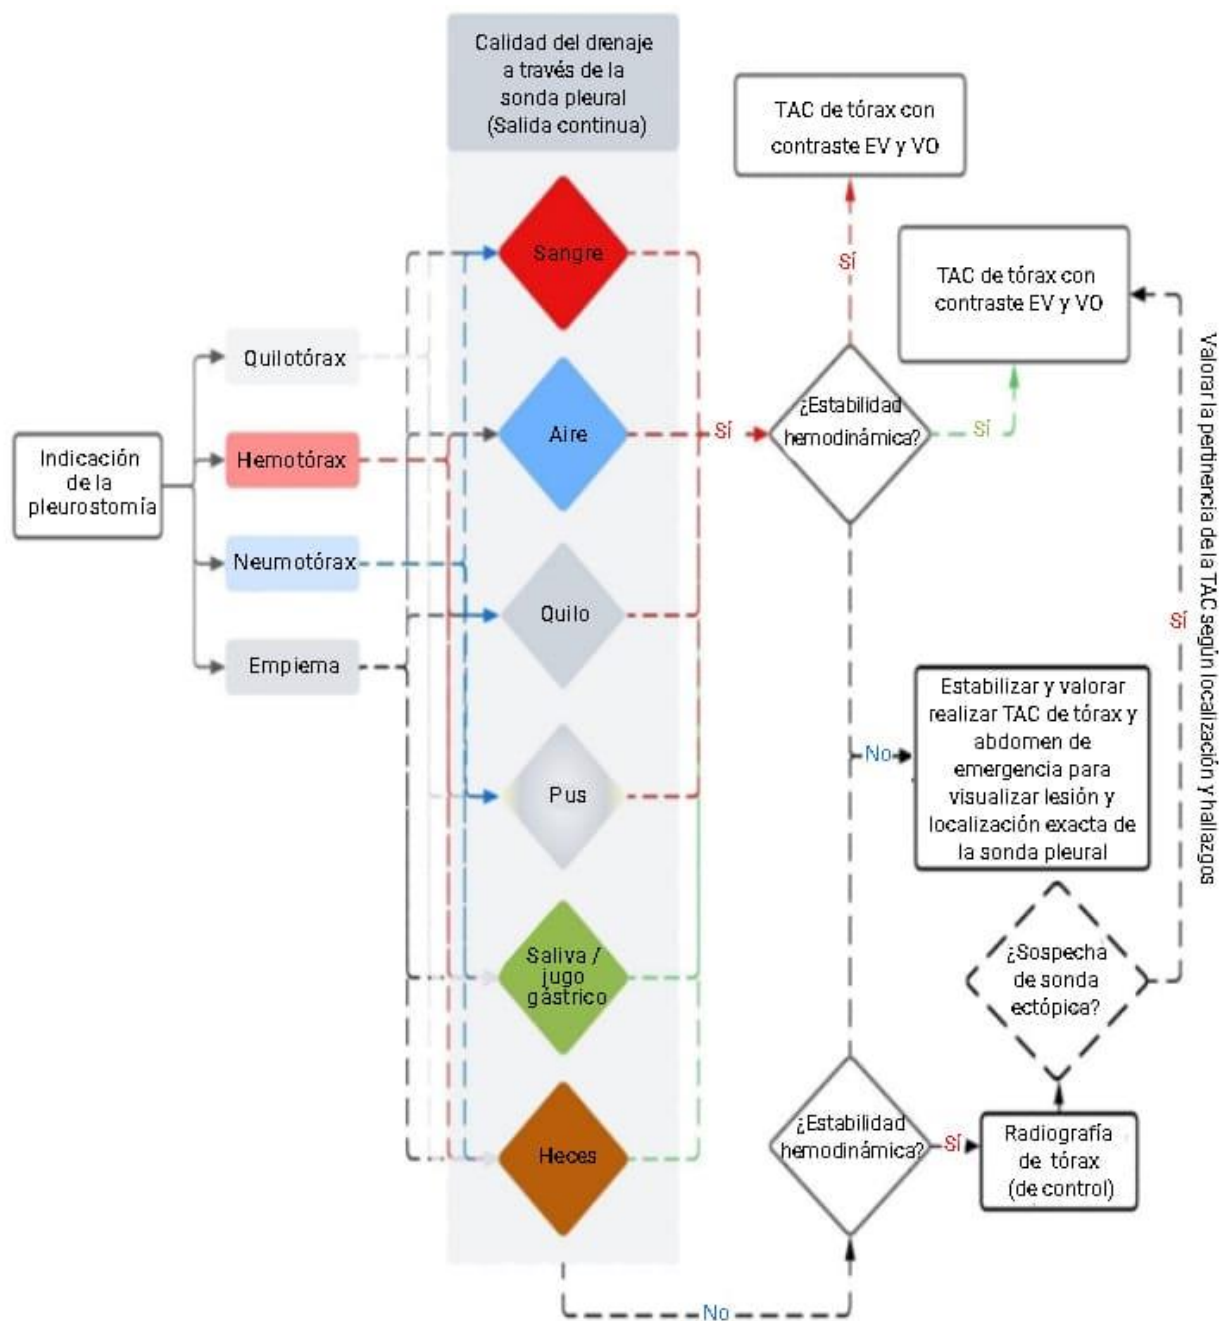 Calidad del drenaje
a través de la
sonda pleural
(Salida continua)
TAC de tórax con
contraste EV y VO
Sangre
Sí
TAC de tórax con
contraste EV y VO
Quilotórax
Aire
Sí
¿Estabilidad
hemodinámica?
Sí
Indicación
de la
pleurostomía
Hemotórax
Neumotórax
Empiema
Quilo
Valorar la pertinencia de la TAC según localización y hallazgos
Sí
Pus
No
Estabilizar y valorar
realizar TAC de tórax y
abdomen de
emergencia para
visualizar lesión y
localización exacta de
la sonda pleural
Saliva /
jugo
gástrico
¿Sospecha
de sonda
ectópica?
Heces
¿Estabilidad
hemodinámica?
Sí
Radiografía
de tórax
(de control)
No